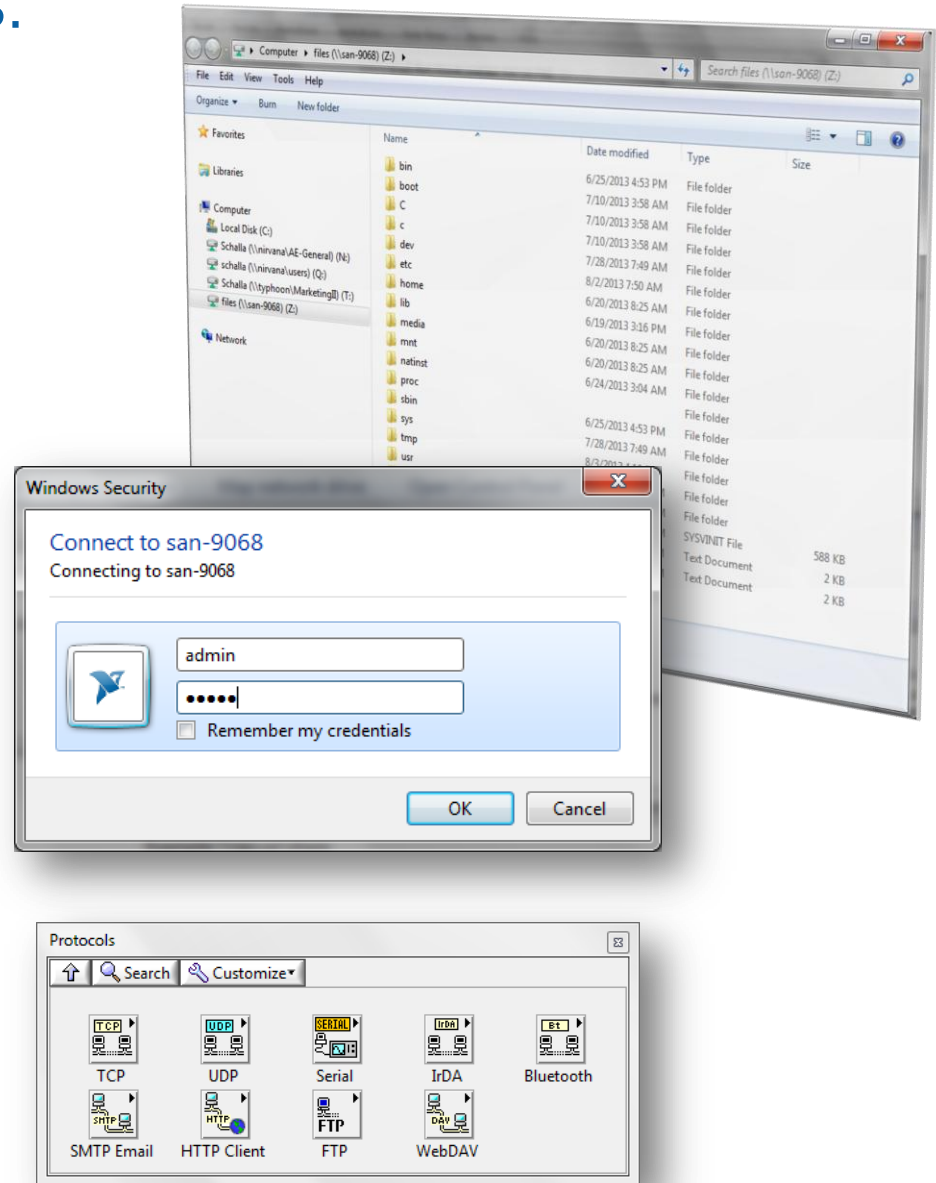 Computer ▸ files (\\san-9068) (Z:) ▸
Search files (\\san-9068) (Z:)
File Edit View Tools Help
Organize ▾ Burn New folder
Favorites
Libraries
Computer
Local Disk (C:)
Schalla (\\nirvana\AE-General) (N:)
schalla (\\nirvana\users) (Q:)
Schalla (\\typhoon\MarketingII) (T:)
files (\\san-9068) (Z:)
Network
Name Date modified Type Size
bin 6/25/2013 4:53 PM File folder
boot 7/10/2013 3:58 AM File folder
C 7/10/2013 3:58 AM File folder
c 7/10/2013 3:58 AM File folder
dev 7/28/2013 7:49 AM File folder
etc 8/2/2013 7:50 AM File folder
home 6/20/2013 8:25 AM File folder
lib 6/19/2013 3:16 PM File folder
media 6/20/2013 8:25 AM File folder
mnt 6/20/2013 8:25 AM File folder
natinst 6/24/2013 3:04 AM File folder
proc File folder
sbin 6/25/2013 4:53 PM File folder
sys 7/28/2013 7:49 AM File folder
tmp File folder
usr File folder
File folder
SYSVINIT File 588 KB
Text Document 2 KB
Text Document 2 KB
Windows Security
Connect to san-9068
Connecting to san-9068
admin
●●●●●
Remember my credentials
OK Cancel
Protocols
Search Customize▾
TCP UDP SERIAL IrDA Bt
TCP UDP Serial IrDA Bluetooth
SMTP HTTP FTP DAV
SMTP Email HTTP Client FTP WebDAV